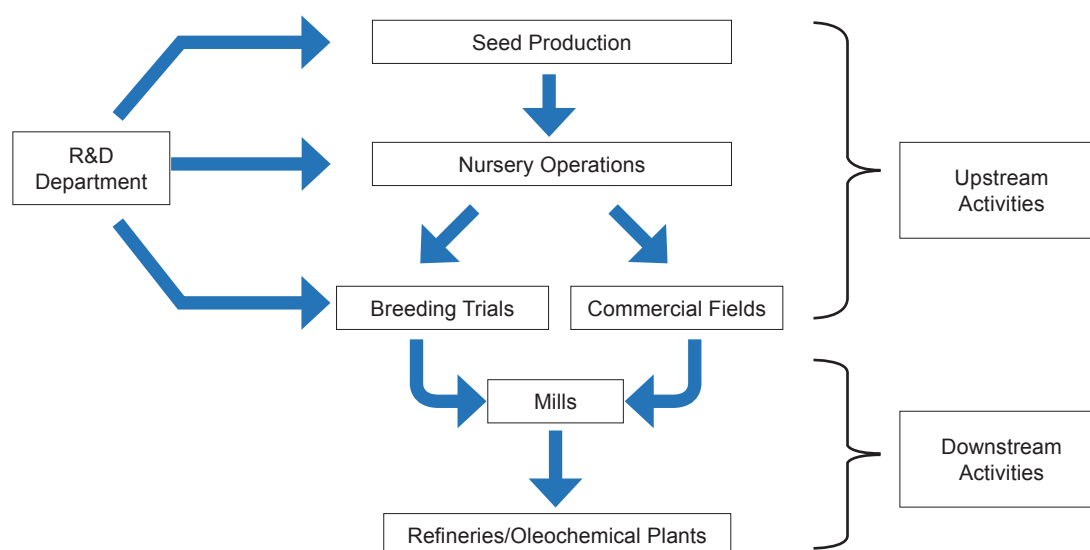 Seed Production
R&D
Department
Nursery Operations
Upstream
Activities
Breeding Trials
Commercial Fields
Mills
Downstream
Activities
Refineries/Oleochemical Plants